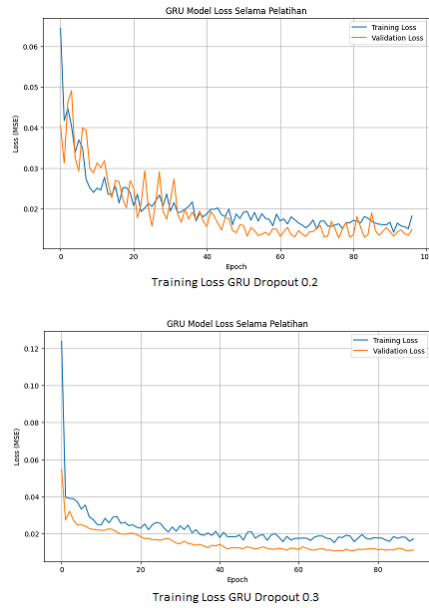 GRU Model Loss Selama Pelatihan
Training Loss
Validation Loss
0.06
0.05
0.04
0.03
0.02
Loss (MSE)
0
20
40
60
80
100
Epoch
Training Loss GRU Dropout 0.2
GRU Model Loss Selama Pelatihan
Training Loss
Validation Loss
0.12
0.10
0.08
0.06
0.04
0.02
Loss (MSE)
0
20
40
60
80
Epoch
Training Loss GRU Dropout 0.3